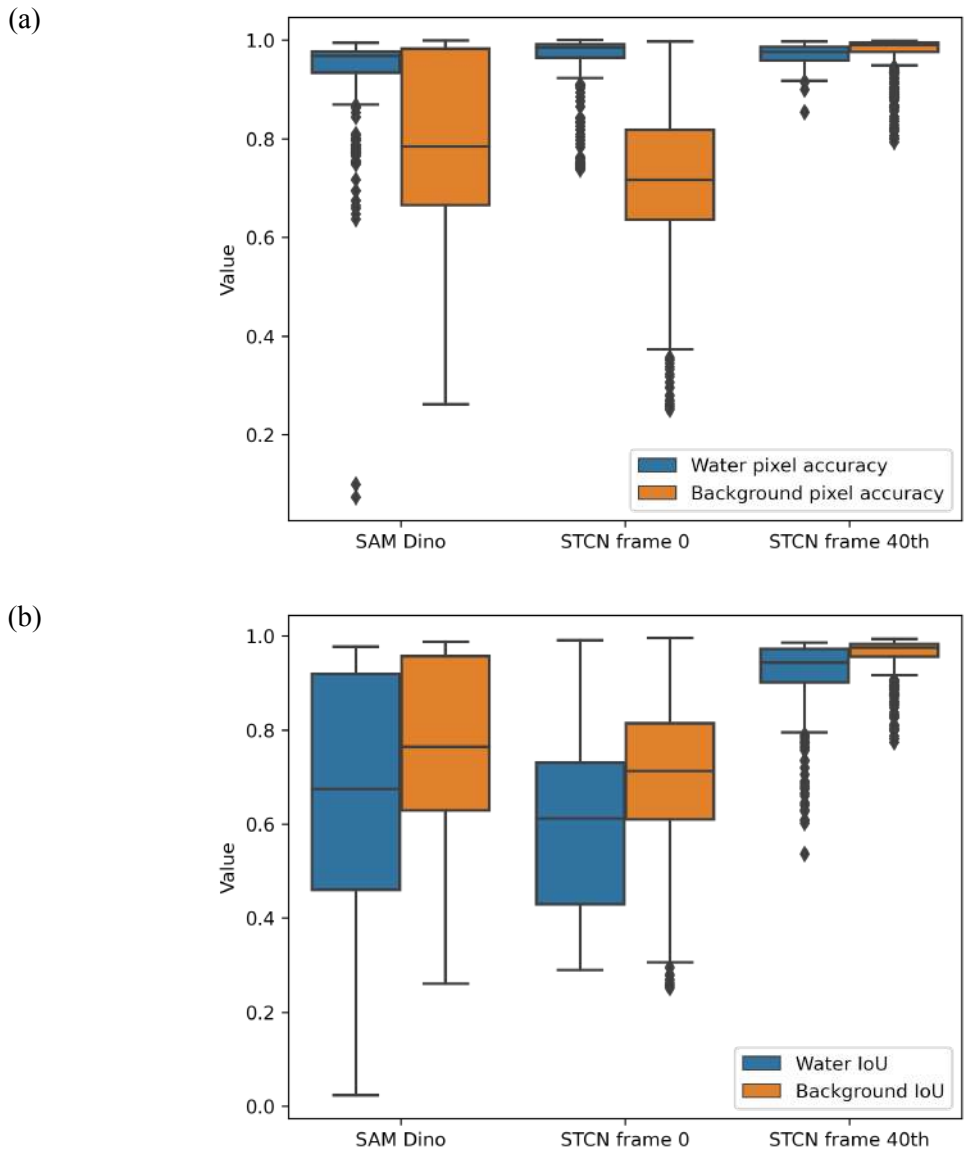 (a)
1.0
0.8
0.6
0.4
0.2
Value
Water pixel accuracy
Background pixel accuracy
SAM Dino
STCN frame 0
STCN frame 40th
(b)
1.0
0.8
0.6
0.4
0.2
0.0
Value
Water IoU
Background IoU
SAM Dino
STCN frame 0
STCN frame 40th